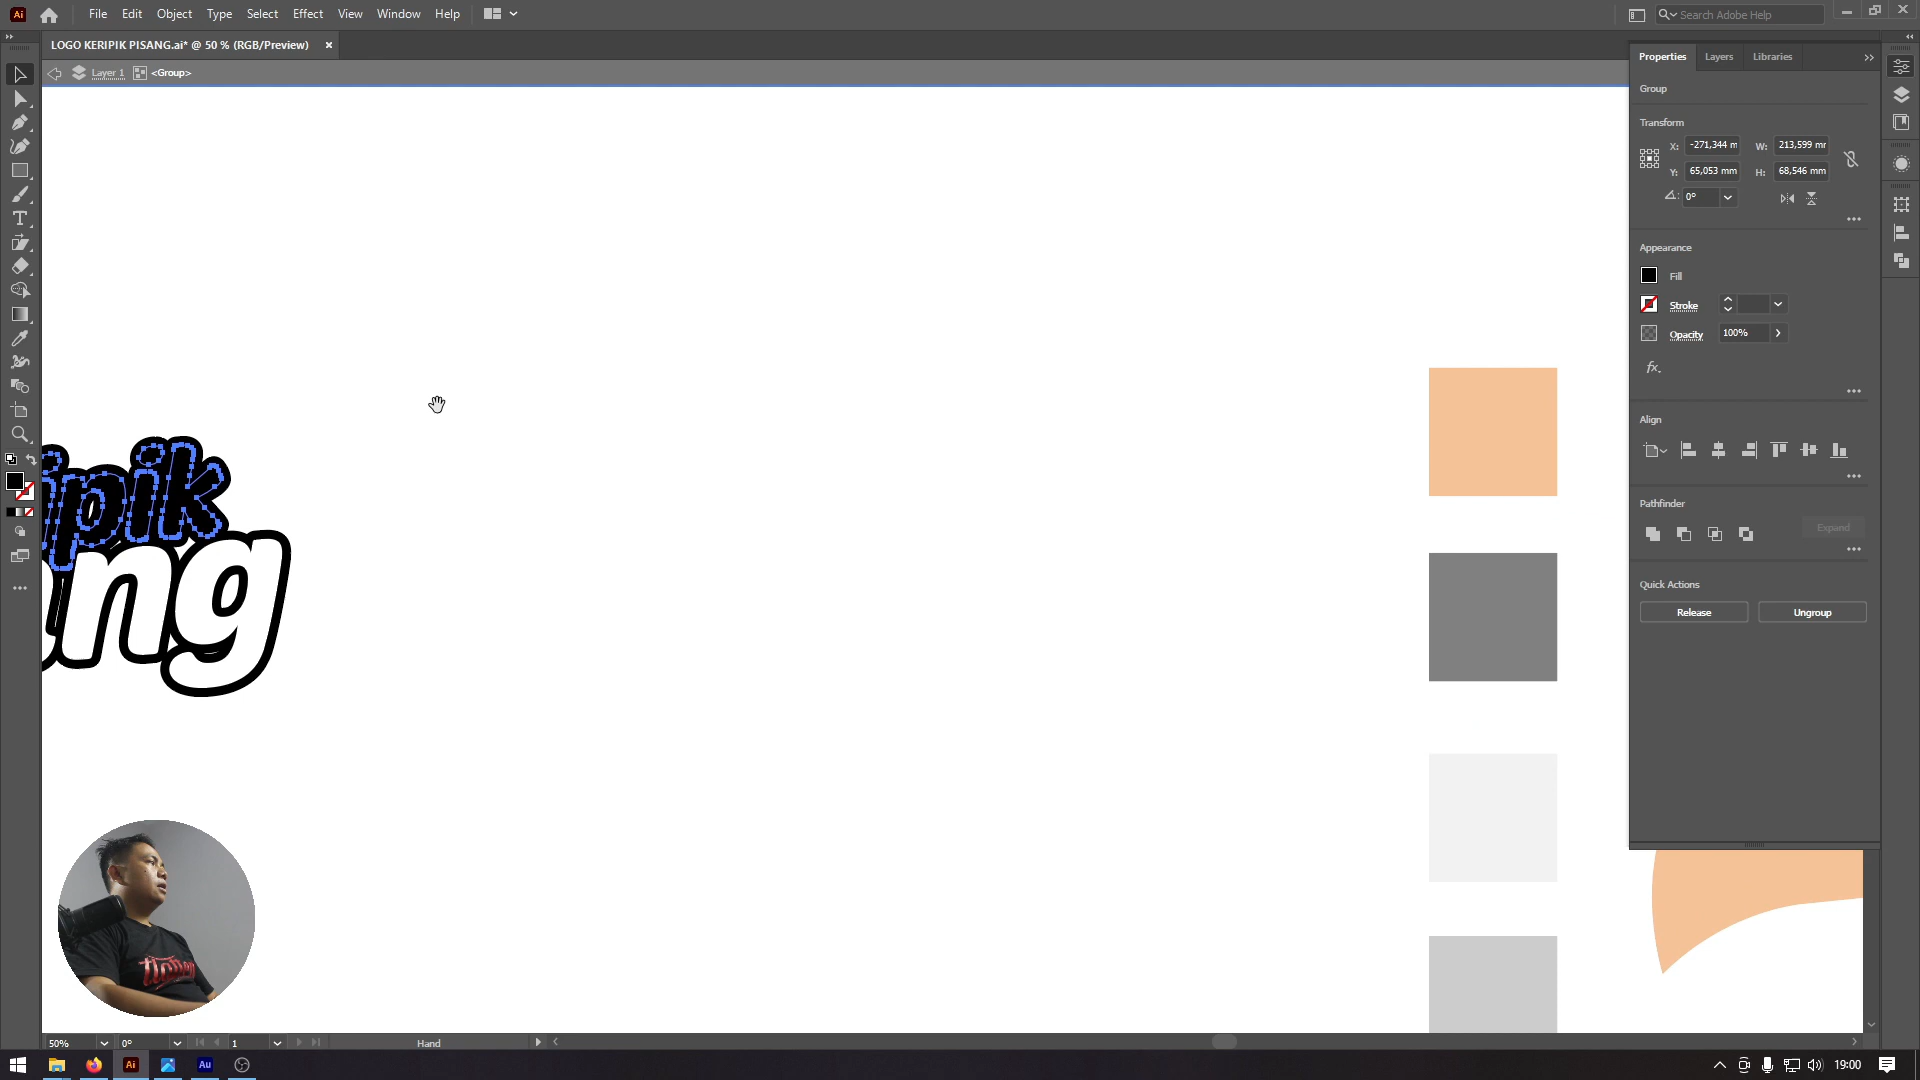 File Edit Object Type Select Effect View Window Help
Search Adobe Help
LOGO KERIPIK PISANG.ai* @ 50 % (RGB/Preview) ×
Layer 1 <Group>
Properties Layers Libraries
Group
Transform
X: -271,344 m W: 213,599 mr
Y: 65,053 mm H: 68,546 mm
0°
Appearance
Fill
Stroke
Opacity 100%
fx.
Align
Pathfinder
Expand
Quick Actions
Release Ungroup
ipik
ang
50% 0° 1 Hand
Ai Au 19:00